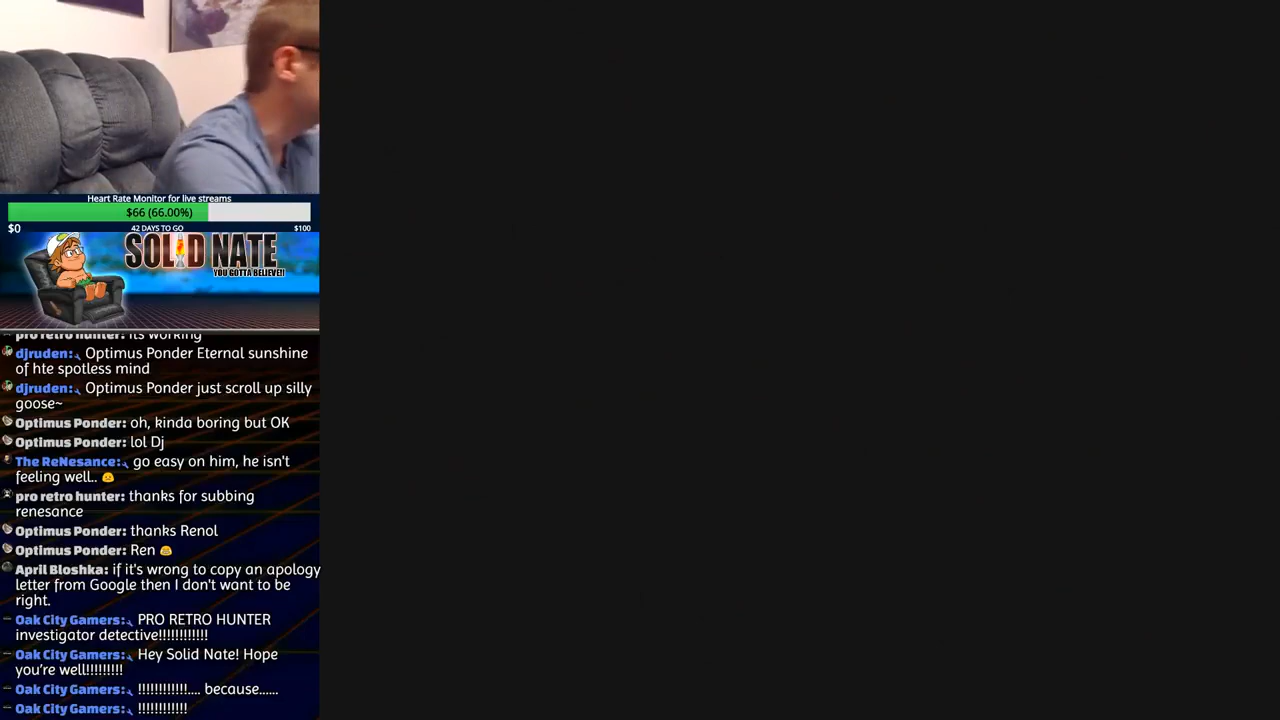 Heart Rate Monitor for live streams
$66 (66.00%)
$0 42 DAYS TO GO $100
SOLID NATE
YOU GOTTA BELIEVE!!
pro retro hunter: its working
djruden: Optimus Ponder Eternal sunshine
of hte spotless mind
djruden: Optimus Ponder just scroll up silly
goose~
Optimus Ponder: oh, kinda boring but OK
Optimus Ponder: lol Dj
The ReNesance: go easy on him, he isn't
feeling well..
pro retro hunter: thanks for subbing
renesance
Optimus Ponder: thanks Renol
Optimus Ponder: Ren
April Bloshka: if it's wrong to copy an apology
letter from Google then I don't want to be
right.
Oak City Gamers: PRO RETRO HUNTER
investigator detective!!!!!!!!!!!!
Oak City Gamers: Hey Solid Nate! Hope
you're well!!!!!!!!!
Oak City Gamers: !!!!!!!!!!!!.... because......
Oak City Gamers: !!!!!!!!!!!!